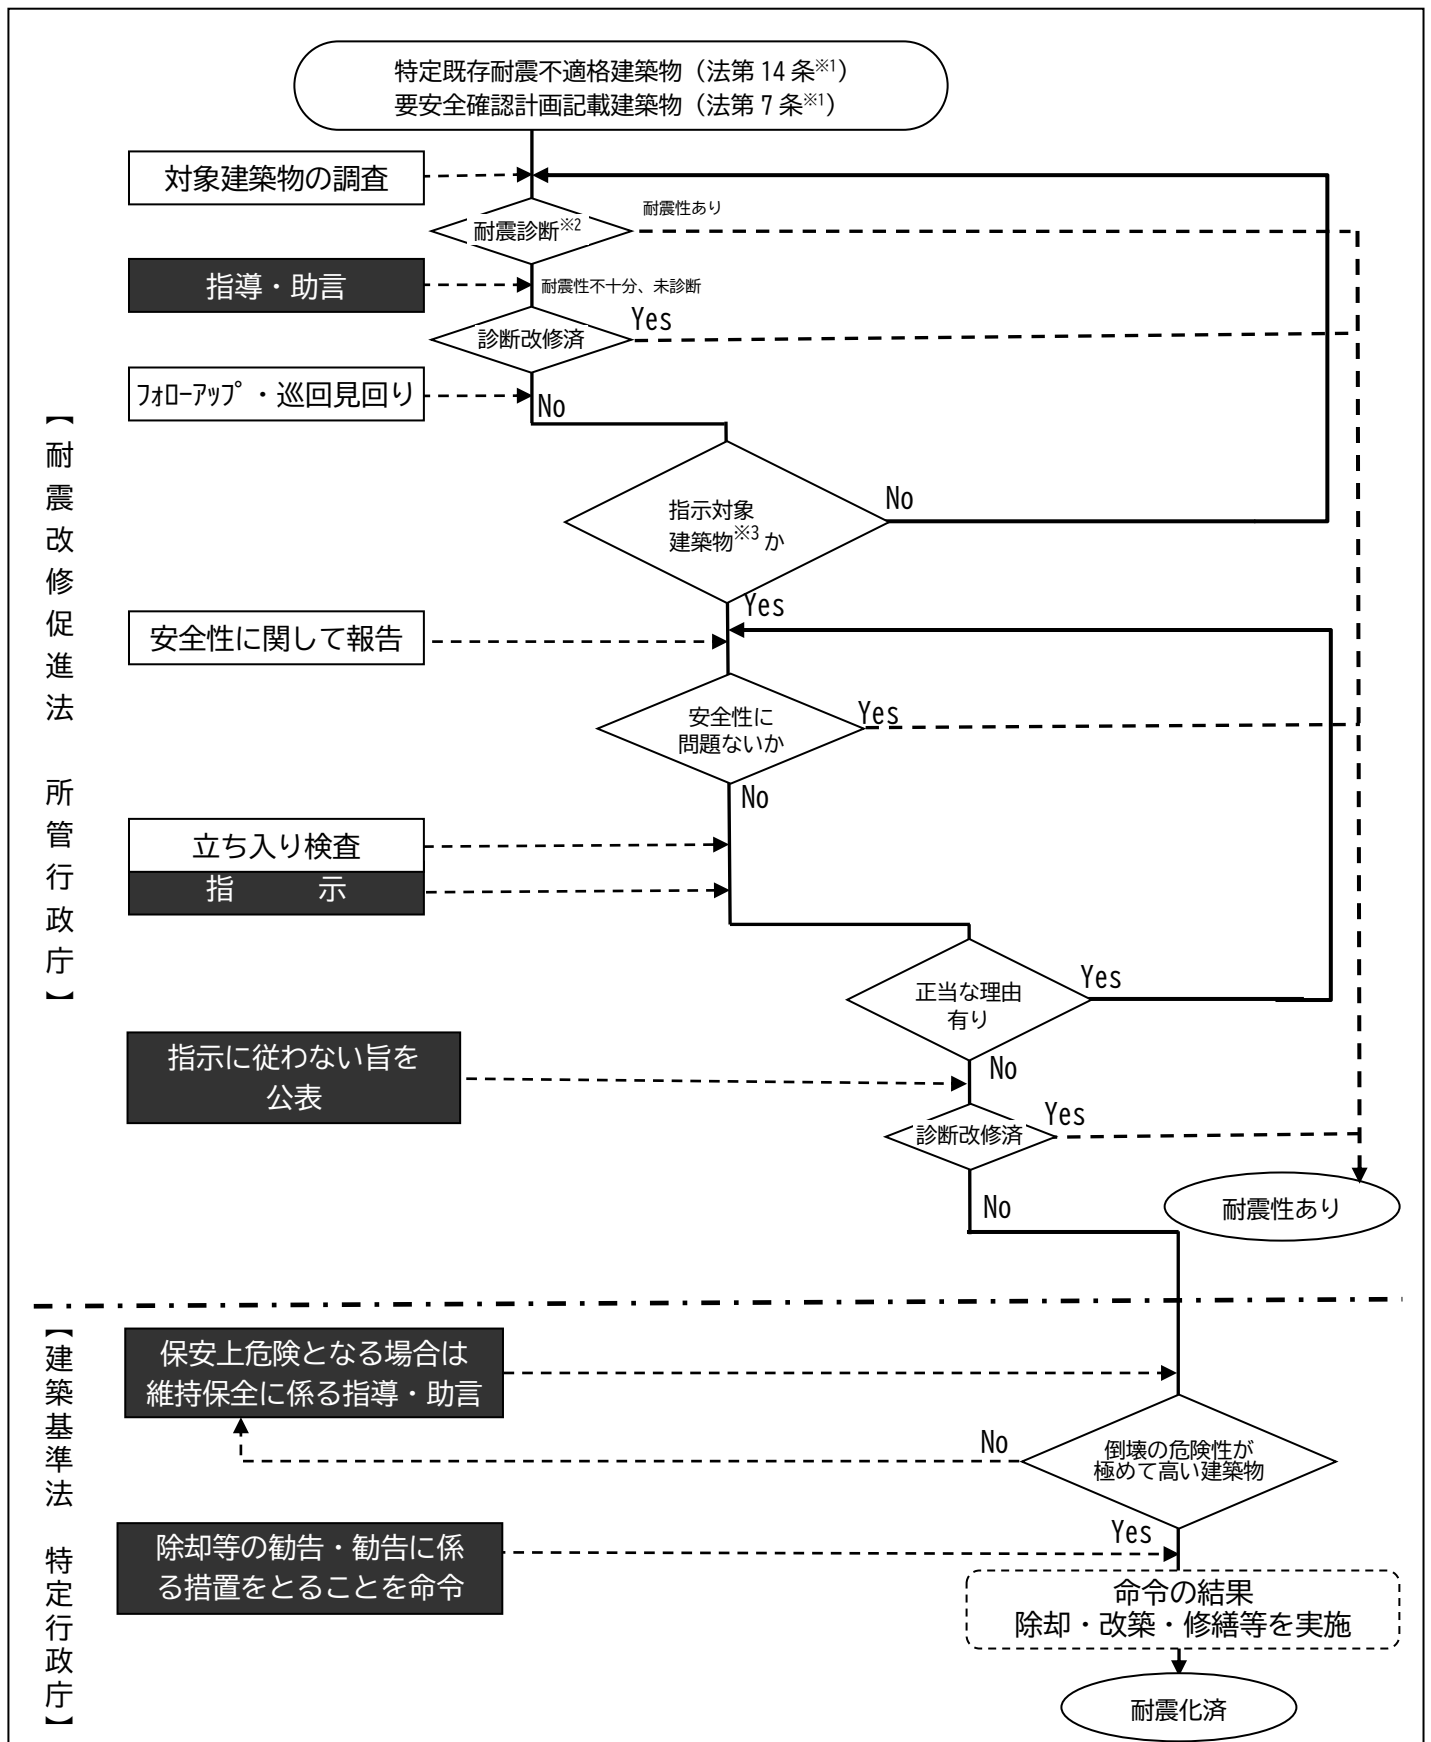 特定既存耐震不適格建築物（法第14条※1）
要安全確認計画記載建築物（法第7条※1）
対象建築物の調査
耐震性あり
耐震診断※2
指導・助言
耐震性不十分、未診断
診断改修済
Yes
ﾌｫﾛｰｱｯﾌﾟ・巡回見回り
No
【耐震改修促進法　所管行政庁】
指示対象
建築物※3か
No
Yes
安全性に関して報告
安全性に
問題ないか
Yes
No
立ち入り検査
指　　　示
正当な理由
有り
Yes
No
指示に従わない旨を
公表
診断改修済
Yes
No
耐震性あり
【建築基準法　特定行政庁】
保安上危険となる場合は
維持保全に係る指導・助言
倒壊の危険性が
極めて高い建築物
No
Yes
除却等の勧告・勧告に係
る措置をとることを命令
命令の結果
除却・改築・修繕等を実施
耐震化済